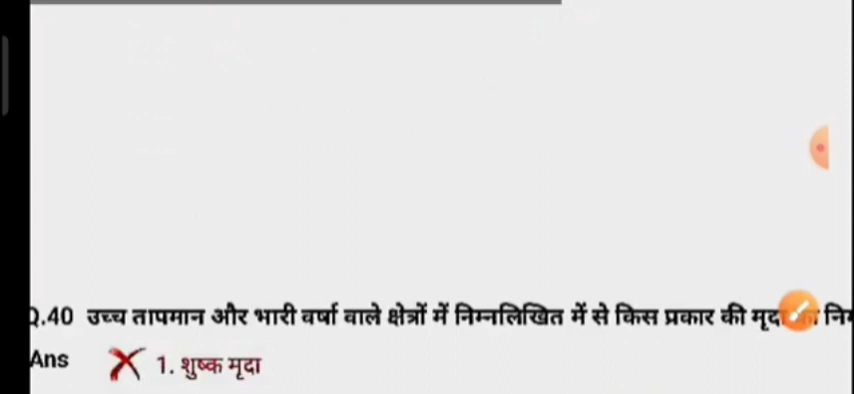 Q.40 उच्च तापमान और भारी वर्षा वाले क्षेत्रों में निम्नलिखित में से किस प्रकार की
Ans 1. शुष्क मृदा